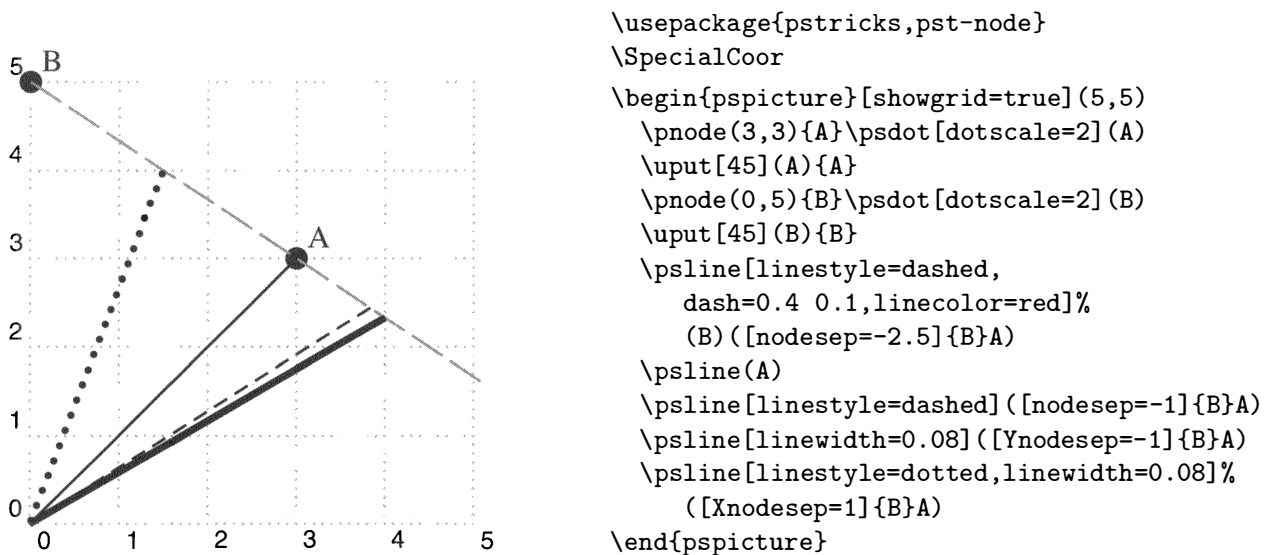 5
B
4
3
A
2
1
0
0 1 2 3 4 5
\usepackage{pstricks,pst-node}
\SpecialCoor
\begin{pspicture}[showgrid=true](5,5)
\pnode(3,3){A}\psdot[dotscale=2](A)
\uput[45](A){A}
\pnode(0,5){B}\psdot[dotscale=2](B)
\uput[45](B){B}
\psline[linestyle=dashed,
dash=0.4 0.1,linecolor=red]%
(B)([nodesep=-2.5]{B}A)
\psline(A)
\psline[linestyle=dashed]([nodesep=-1]{B}A)
\psline[linewidth=0.08]([Ynodesep=-1]{B}A)
\psline[linestyle=dotted,linewidth=0.08]%
([Xnodesep=1]{B}A)
\end{pspicture}